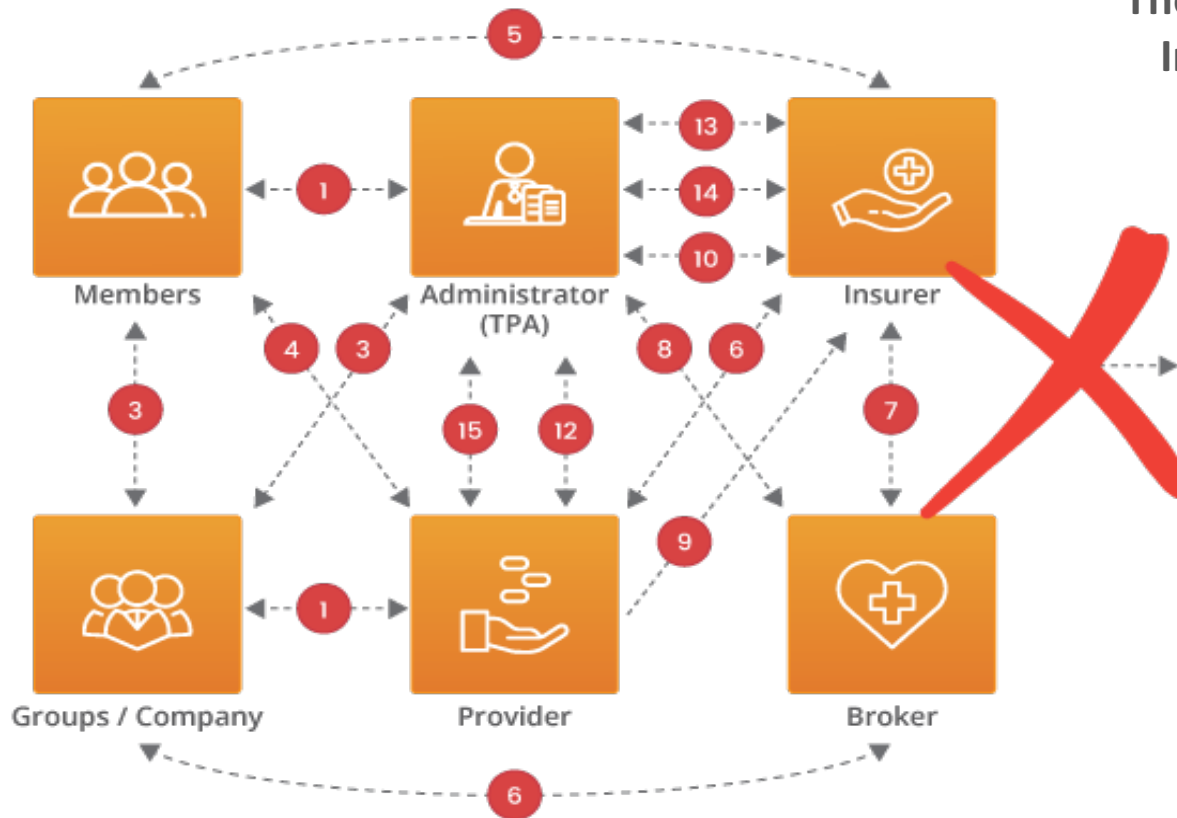 5
13
1
14
10
Members
Administrator
(TPA)
Insurer
4
3
8
6
3
15
12
7
9
1
Groups / Company
Provider
Broker
6